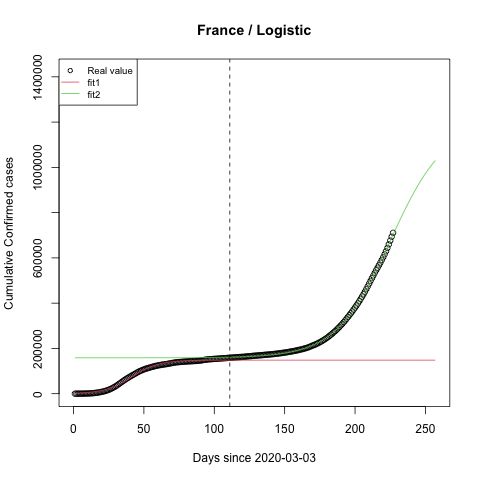 France / Logistic
Real value
fit1
fit2
Cumulative Confirmed cases
0
200000
600000
1000000
1400000
0
50
100
150
200
250
Days since 2020-03-03